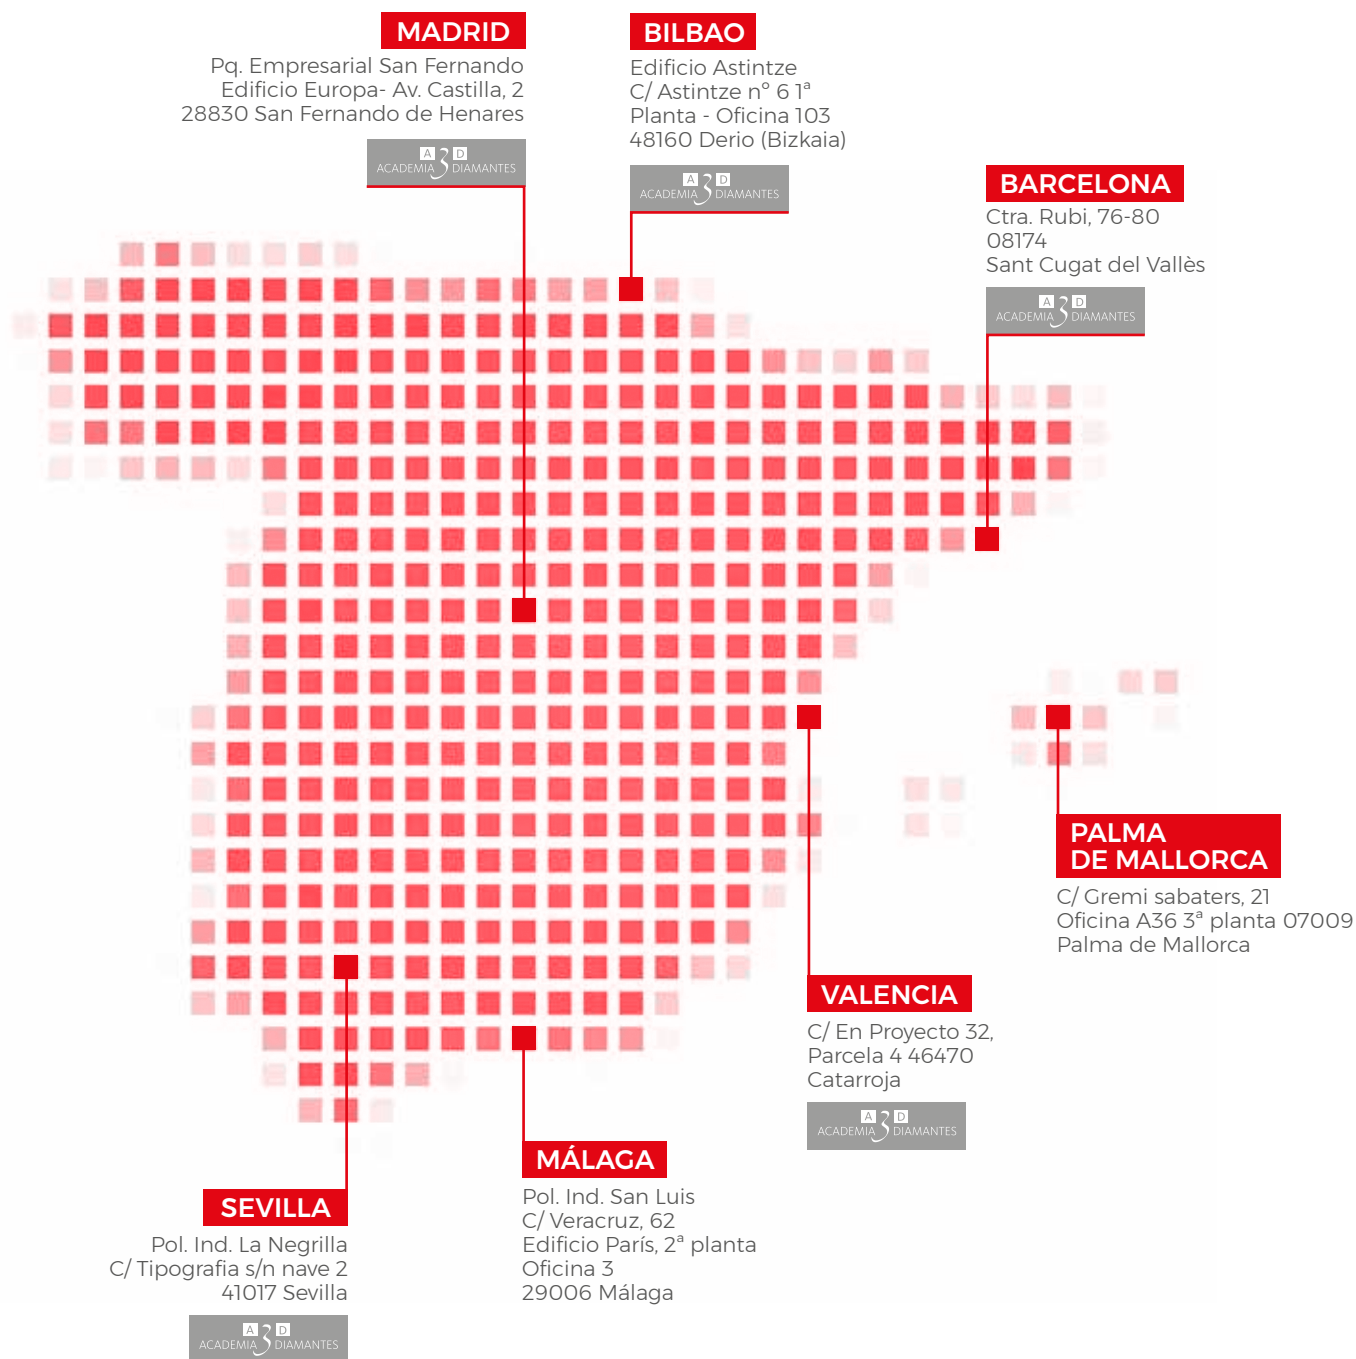 MADRID
Pq. Empresarial San Fernando
Edificio Europa- Av. Castilla, 2
28830 San Fernando de Henares
A 3 D
ACADEMIA DIAMANTES
BILBAO
Edificio Astintze
C/ Astintze nº 6 1ª
Planta - Oficina 103
48160 Derio (Bizkaia)
A 3 D
ACADEMIA DIAMANTES
BARCELONA
Ctra. Rubi, 76-80
08174
Sant Cugat del Vallès
A 3 D
ACADEMIA DIAMANTES
PALMA
DE MALLORCA
C/ Gremi sabaters, 21
Oficina A36 3ª planta 07009
Palma de Mallorca
VALENCIA
C/ En Proyecto 32,
Parcela 4 46470
Catarroja
A 3 D
ACADEMIA DIAMANTES
MÁLAGA
Pol. Ind. San Luis
C/ Veracruz, 62
Edificio París, 2ª planta
Oficina 3
29006 Málaga
SEVILLA
Pol. Ind. La Negrilla
C/ Tipografia s/n nave 2
41017 Sevilla
A 3 D
ACADEMIA DIAMANTES